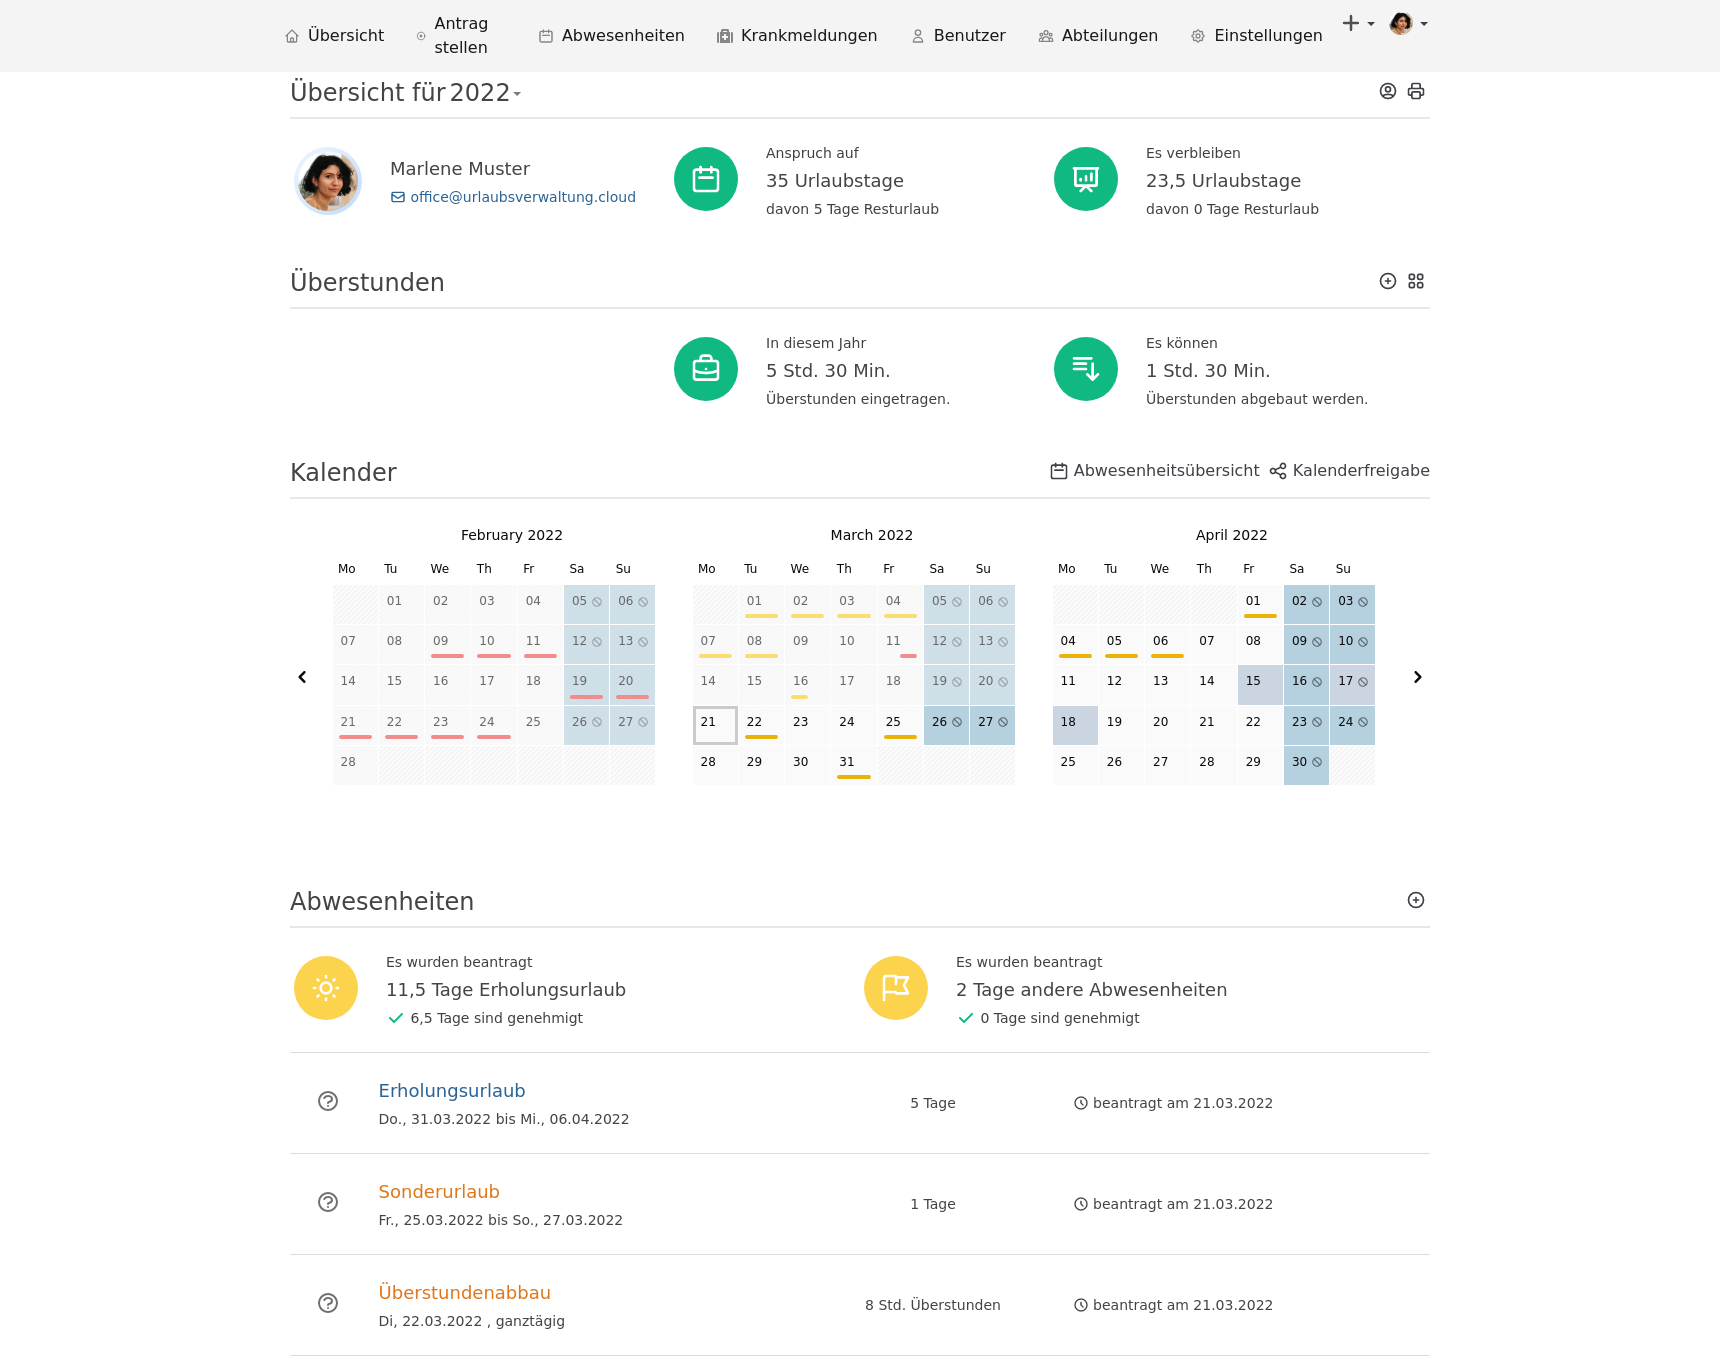 Übersicht
Antrag stellen
Abwesenheiten
Krankmeldungen
Benutzer
Abteilungen
Einstellungen
Übersicht für 2022
Marlene Muster
office@urlaubsverwaltung.cloud
Anspruch auf
35 Urlaubstage
davon 5 Tage Resturlaub
Es verbleiben
23,5 Urlaubstage
davon 0 Tage Resturlaub
Überstunden
In diesem Jahr
5 Std. 30 Min.
Überstunden eingetragen.
Es können
1 Std. 30 Min.
Überstunden abgebaut werden.
Kalender
Abwesenheitsübersicht
Kalenderfreigabe
February 2022
Mo Tu We Th Fr Sa Su
01 02 03 04 05 06
07 08 09 10 11 12 13
14 15 16 17 18 19 20
21 22 23 24 25 26 27
28
March 2022
Mo Tu We Th Fr Sa Su
01 02 03 04 05 06
07 08 09 10 11 12 13
14 15 16 17 18 19 20
21 22 23 24 25 26 27
28 29 30 31
April 2022
Mo Tu We Th Fr Sa Su
01 02 03
04 05 06 07 08 09 10
11 12 13 14 15 16 17
18 19 20 21 22 23 24
25 26 27 28 29 30
Abwesenheiten
Es wurden beantragt
11,5 Tage Erholungsurlaub
6,5 Tage sind genehmigt
Es wurden beantragt
2 Tage andere Abwesenheiten
0 Tage sind genehmigt
Erholungsurlaub
Do., 31.03.2022 bis Mi., 06.04.2022
5 Tage
beantragt am 21.03.2022
Sonderurlaub
Fr., 25.03.2022 bis So., 27.03.2022
1 Tage
beantragt am 21.03.2022
Überstundenabbau
Di, 22.03.2022 , ganztägig
8 Std. Überstunden
beantragt am 21.03.2022